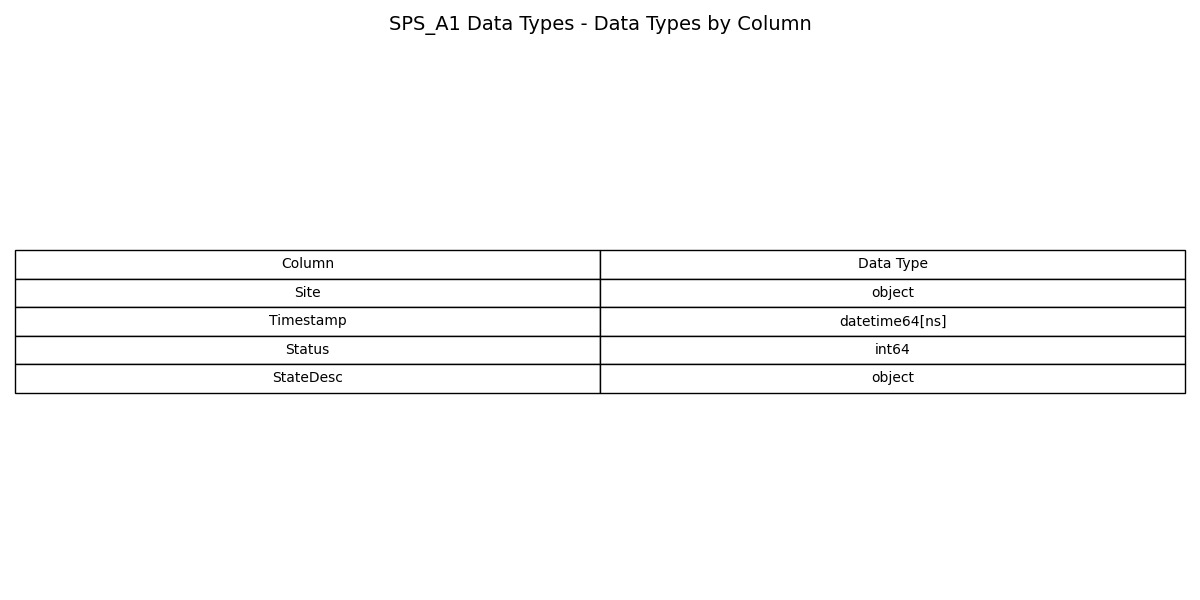 SPS_A1 Data Types - Data Types by Column
Column Data Type
Site object
Timestamp datetime64[ns]
Status int64
StateDesc object